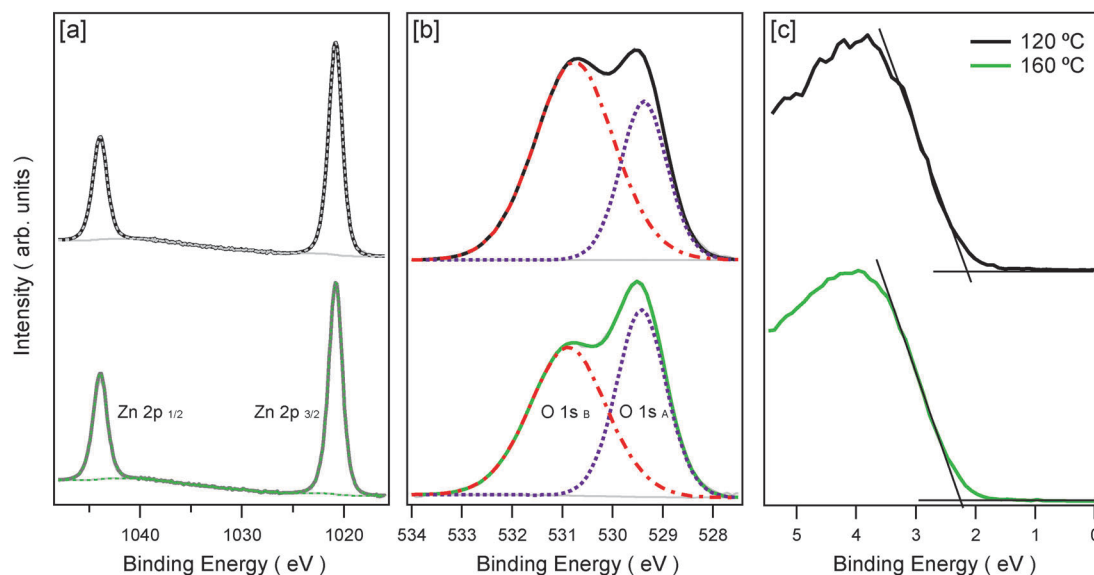 [a]
[b]
[c]
120 ºC
160 ºC
Intensity ( arb. units )
Zn 2p 1/2
Zn 2p 3/2
O 1s B
O 1s A
1040
1030
1020
534
533
532
531
530
529
528
5
4
3
2
1
0
Binding Energy ( eV )
Binding Energy ( eV )
Binding Energy ( eV )